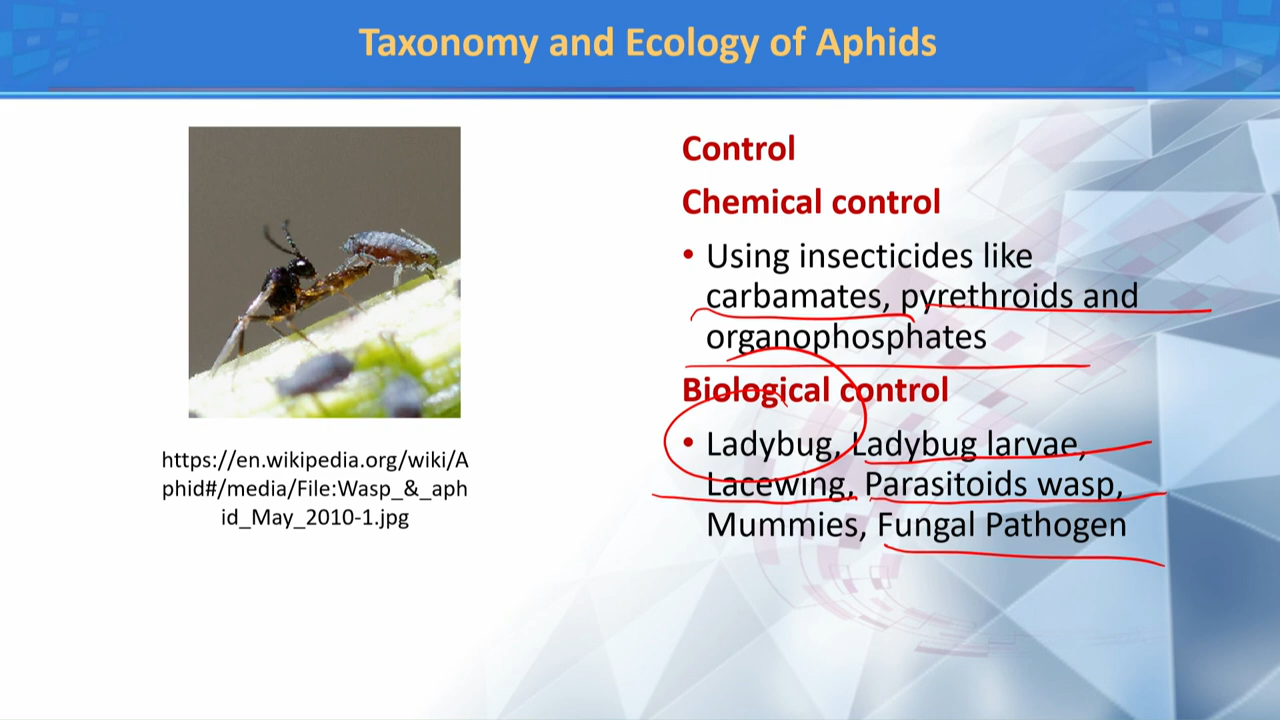 Taxonomy and Ecology of Aphids
https://en.wikipedia.org/wiki/A
phid#/media/File:Wasp_&_aph
id_May_2010-1.jpg
Control
Chemical control
• Using insecticides like
carbamates, pyrethroids and
organophosphates
Biological control
• Ladybug, Ladybug larvae,
Lacewing, Parasitoids wasp,
Mummies, Fungal Pathogen